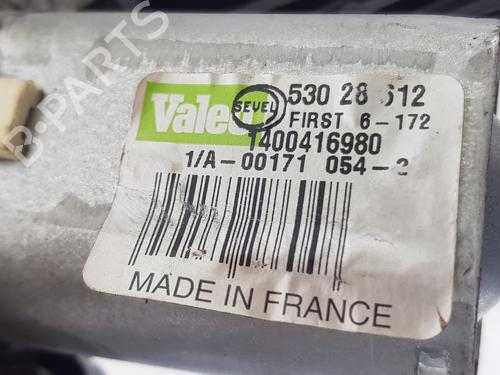 B-PARTS
Valeo SEVEL 530 28 612
FIRST 6-172
1400416980
1/A-00171 054-2
MADE IN FRANCE